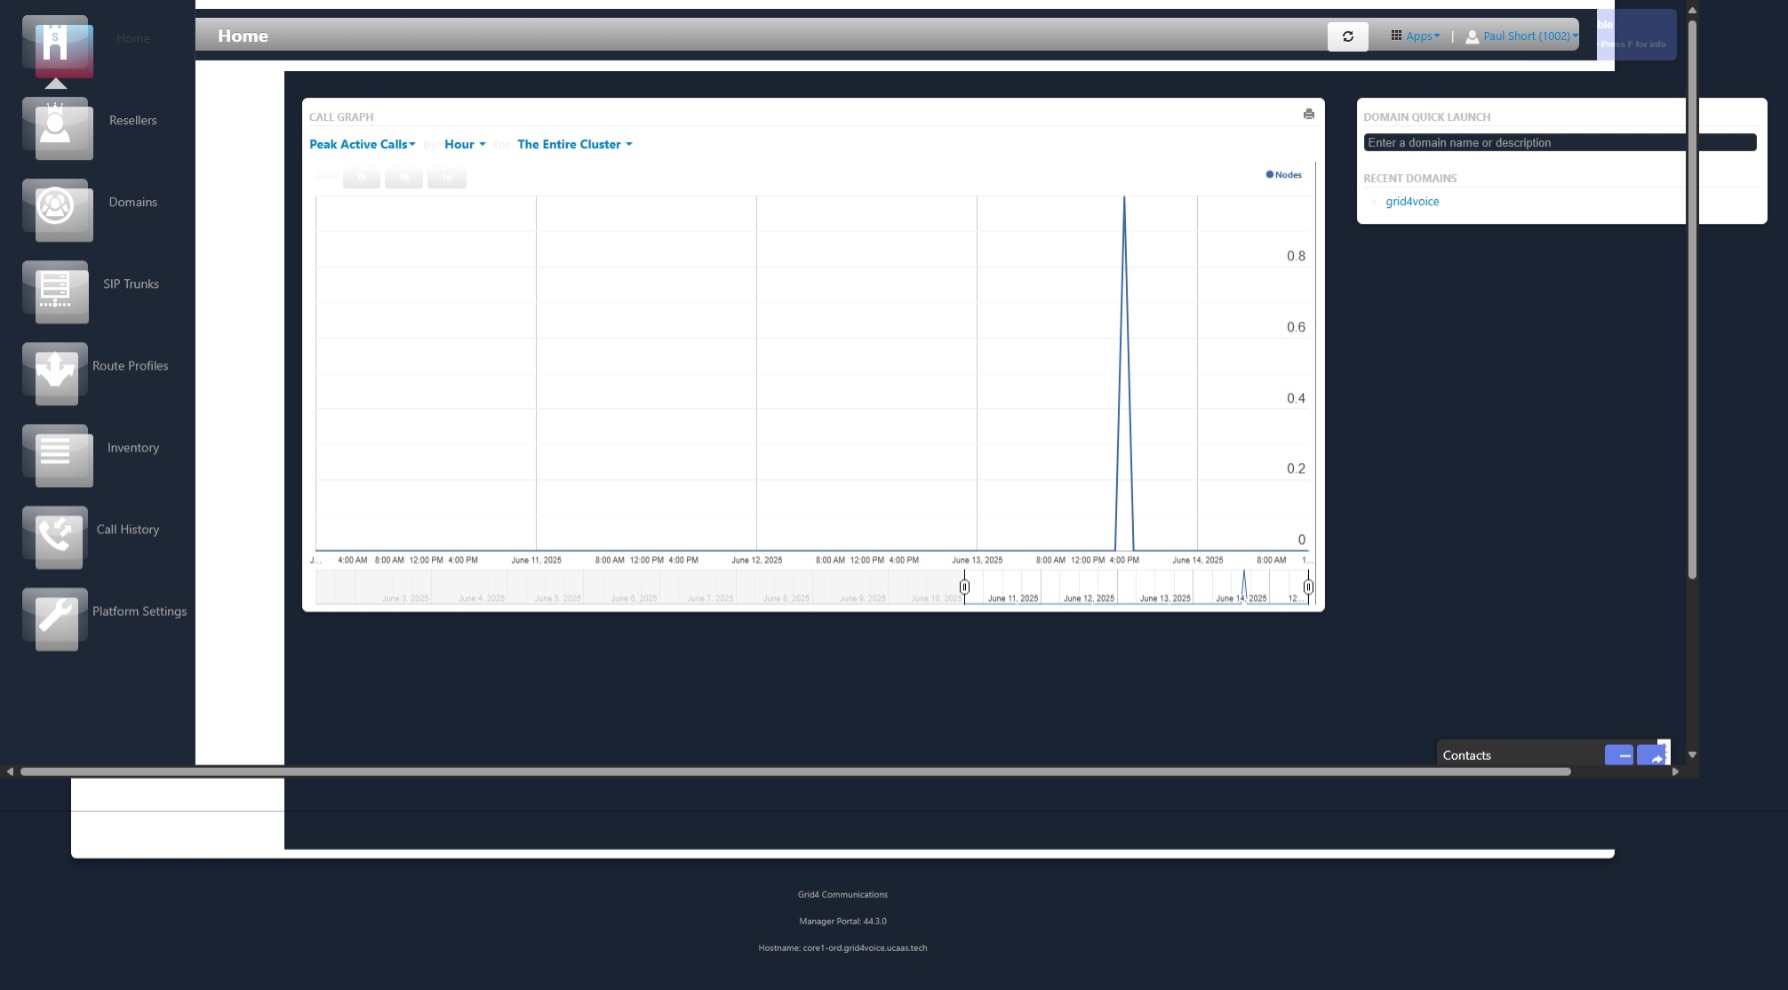 S
Home
Resellers
Domains
SIP Trunks
Route Profiles
Inventory
Call History
Platform Settings
Home
Apps
|
Paul Short (1002)
ble
Press F for info
CALL GRAPH
Peak Active Calls by Hour for The Entire Cluster
1h 1d 1w
Nodes
0.8
0.6
0.4
0.2
0
J... 4:00 AM 8:00 AM 12:00 PM 4:00 PM June 11, 2025 8:00 AM 12:00 PM 4:00 PM June 12, 2025 8:00 AM 12:00 PM 4:00 PM June 13, 2025 8:00 AM 12:00 PM 4:00 PM June 14, 2025 8:00 AM 1...
June 3, 2025 June 4, 2025 June 5, 2025 June 6, 2025 June 7, 2025 June 8, 2025 June 9, 2025 June 10, 2025 June 11, 2025 June 12, 2025 June 13, 2025 June 14, 2025 12...
DOMAIN QUICK LAUNCH
Enter a domain name or description
RECENT DOMAINS
grid4voice
Contacts
Grid4 Communications
Manager Portal: 44.3.0
Hostname: core1-ord.grid4voice.ucaas.tech